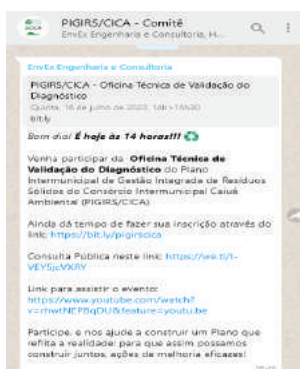 PIGIRS/CICA - Comitê
EnvEx Engenharia e Consultoria, H...
EnvEx Engenharia e Consultoria
PIGIRS/CICA - Oficina Técnica de Validação do
Diagnóstico
Quinta, 16 de junho de 14h - 16h30
bit.ly
Bom dia! É hoje às 14 horas!!!
Venha participar da Oficina Técnica de
Validação do Diagnóstico do Plano
Intermunicipal de Gestão Integrada de Resíduos
Sólidos do Consórcio Intermunicipal Caiuá
Ambiental (PIGIRS/CICA)
Ainda dá tempo de fazer sua inscrição através do
link: https://bit.ly/pigirscica
Consulta Pública neste link: https://we.tl/t-
VEY5jcVXRY
Link para assistir o evento:
https://www.youtube.com/watch?
v=rhwtNEPBqDU&feature=youtu.be
Participe, e nos ajude a construir um Plano que
reflita a realidade: para que assim possamos
construir juntos, ações de melhoria eficazes!